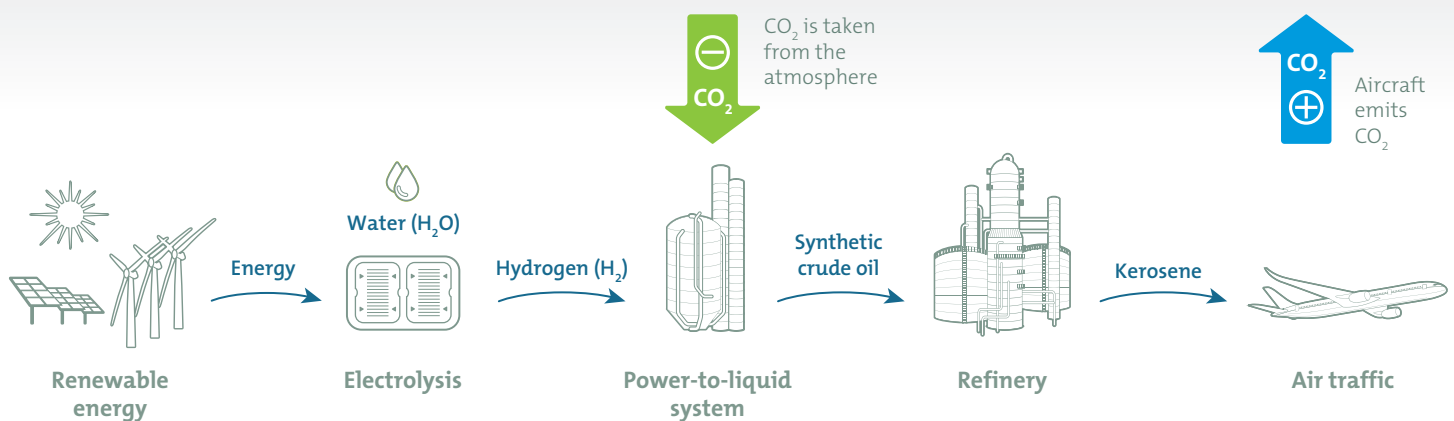 CO₂ is taken
from the
atmosphere
CO₂
CO₂
Aircraft
emits
CO₂
Water (H₂O)
Energy
Hydrogen (H₂)
Synthetic
crude oil
Kerosene
Renewable
energy
Electrolysis
Power-to-liquid
system
Refinery
Air traffic